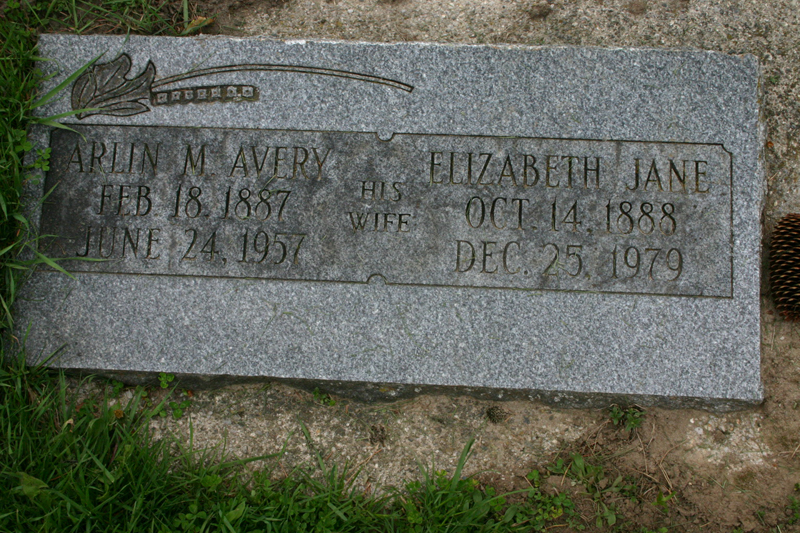 ARLIN M. AVERY
FEB. 18, 1887
JUNE 24, 1957
HIS
WIFE
ELIZABETH JANE
OCT. 14, 1888
DEC. 25, 1979